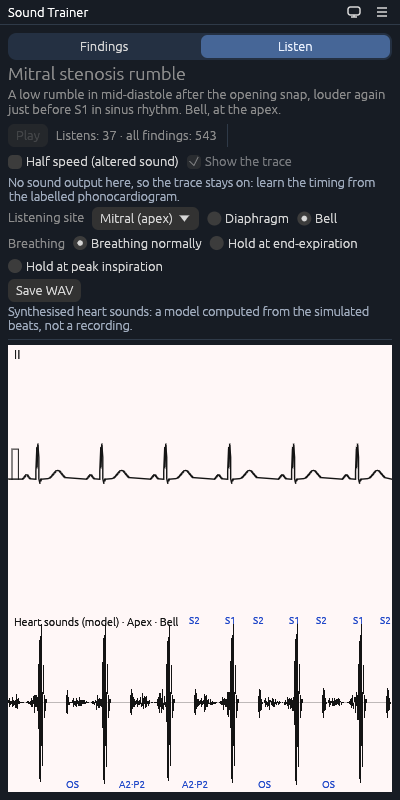 Sound Trainer
Findings
Listen
Mitral stenosis rumble
A low rumble in mid-diastole after the opening snap, louder again
just before S1 in sinus rhythm. Bell, at the apex.
Play
Listens: 37 · all findings: 543
Half speed (altered sound)
Show the trace
No sound output here, so the trace stays on: learn the timing from
the labelled phonocardiogram.
Listening site
Mitral (apex)
Diaphragm
Bell
Breathing
Breathing normally
Hold at end-expiration
Hold at peak inspiration
Save WAV
Synthesised heart sounds: a model computed from the simulated
beats, not a recording.
II
Heart sounds (model) · Apex · Bell
S2 S1 S2 S1 S2 S1 S2
OS A2-P2 A2-P2 OS OS